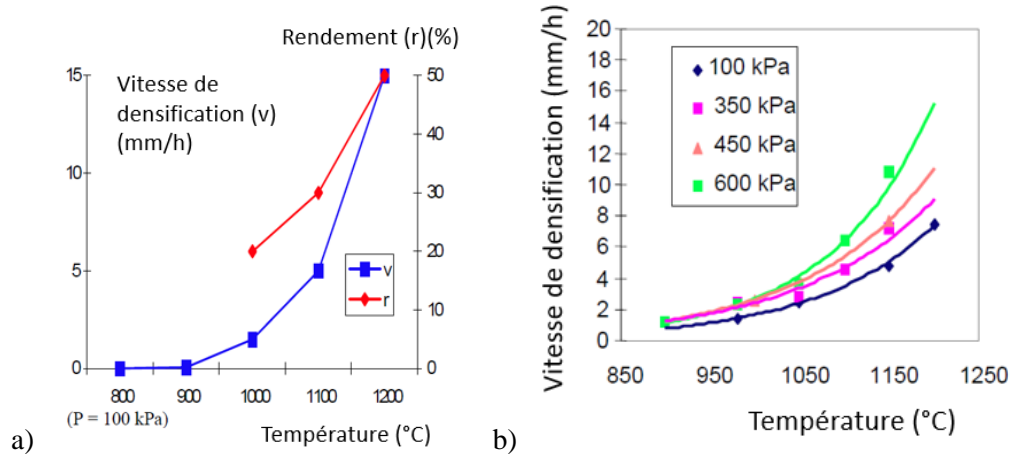 Rendement (r)(%)
Vitesse de
densification (v)
(mm/h)
15
10
5
0
50
40
30
20
10
0
v
r
800 900 1000 1100 1200
(P = 100 kPa)
Température (°C)
a)
Vitesse de densification (mm/h)
20
18
16
14
12
10
8
6
4
2
0
100 kPa
350 kPa
450 kPa
600 kPa
850 950 1050 1150 1250
Température (°C)
b)